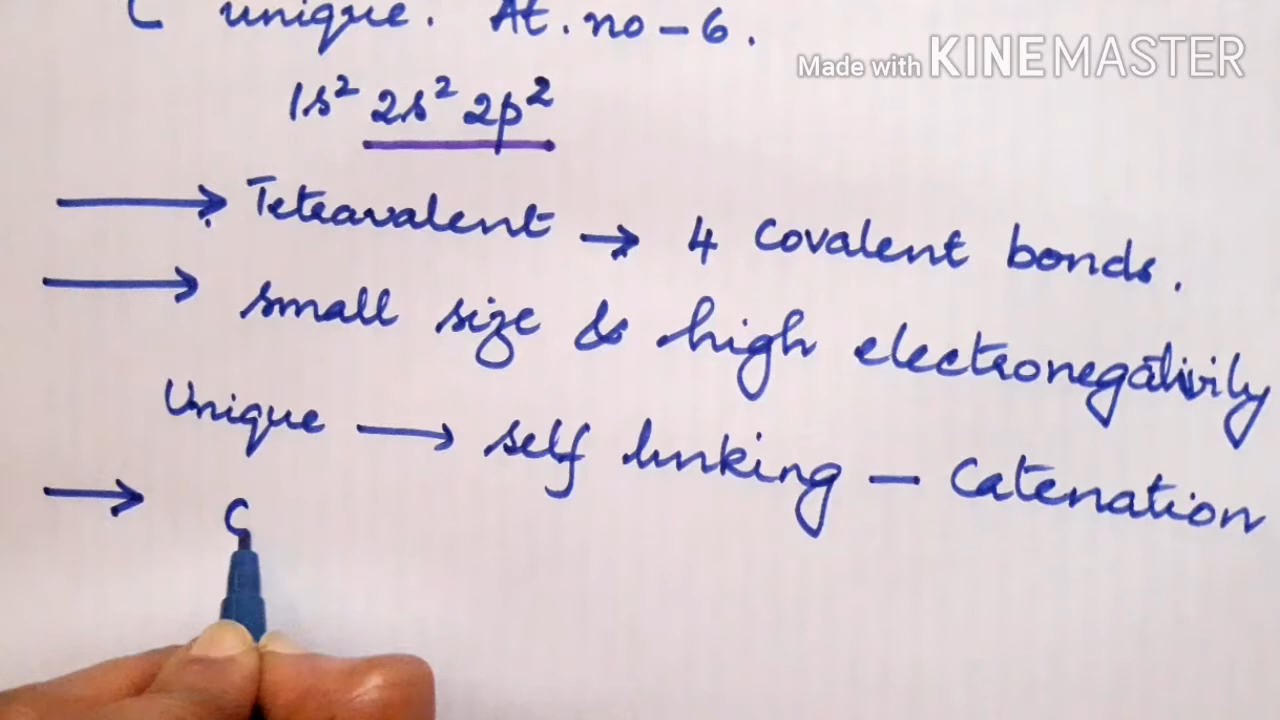 C unique. At. no - 6.
Made with KINEMASTER
1s² 2s² 2p²
→ Tetravalent → 4 covalent bonds.
→ small size & high electronegativity
Unique → self linking - Catenation
→ C